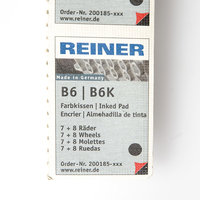 Order-Nr. 200185-xxx
www.reiner.de
REINER
Made in Germany
B6 | B6K
Farbkissen | Inked Pad
Encrier | Almohadilla de tinta
7 + 8 Räder
7 + 8 Wheels
7 + 8 Molettes
7 + 8 Ruedas
Order-Nr. 200185-xxx
www.reiner.de